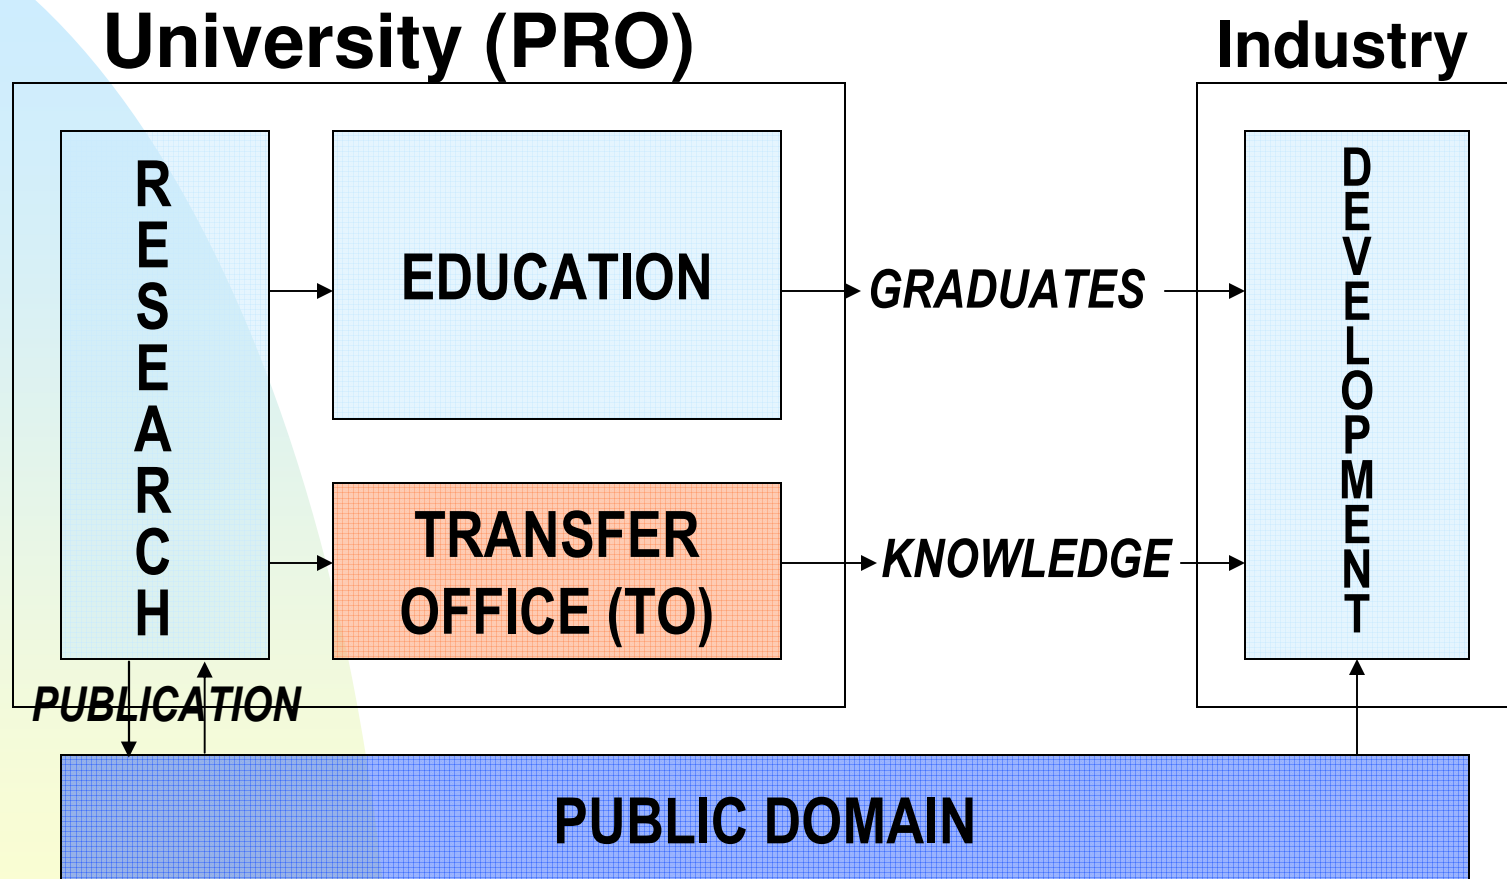 University (PRO)
Industry
RESEARCH
EDUCATION
GRADUATES
DEVELOPMENT
TRANSFER
OFFICE (TO)
KNOWLEDGE
PUBLICATION
PUBLIC DOMAIN